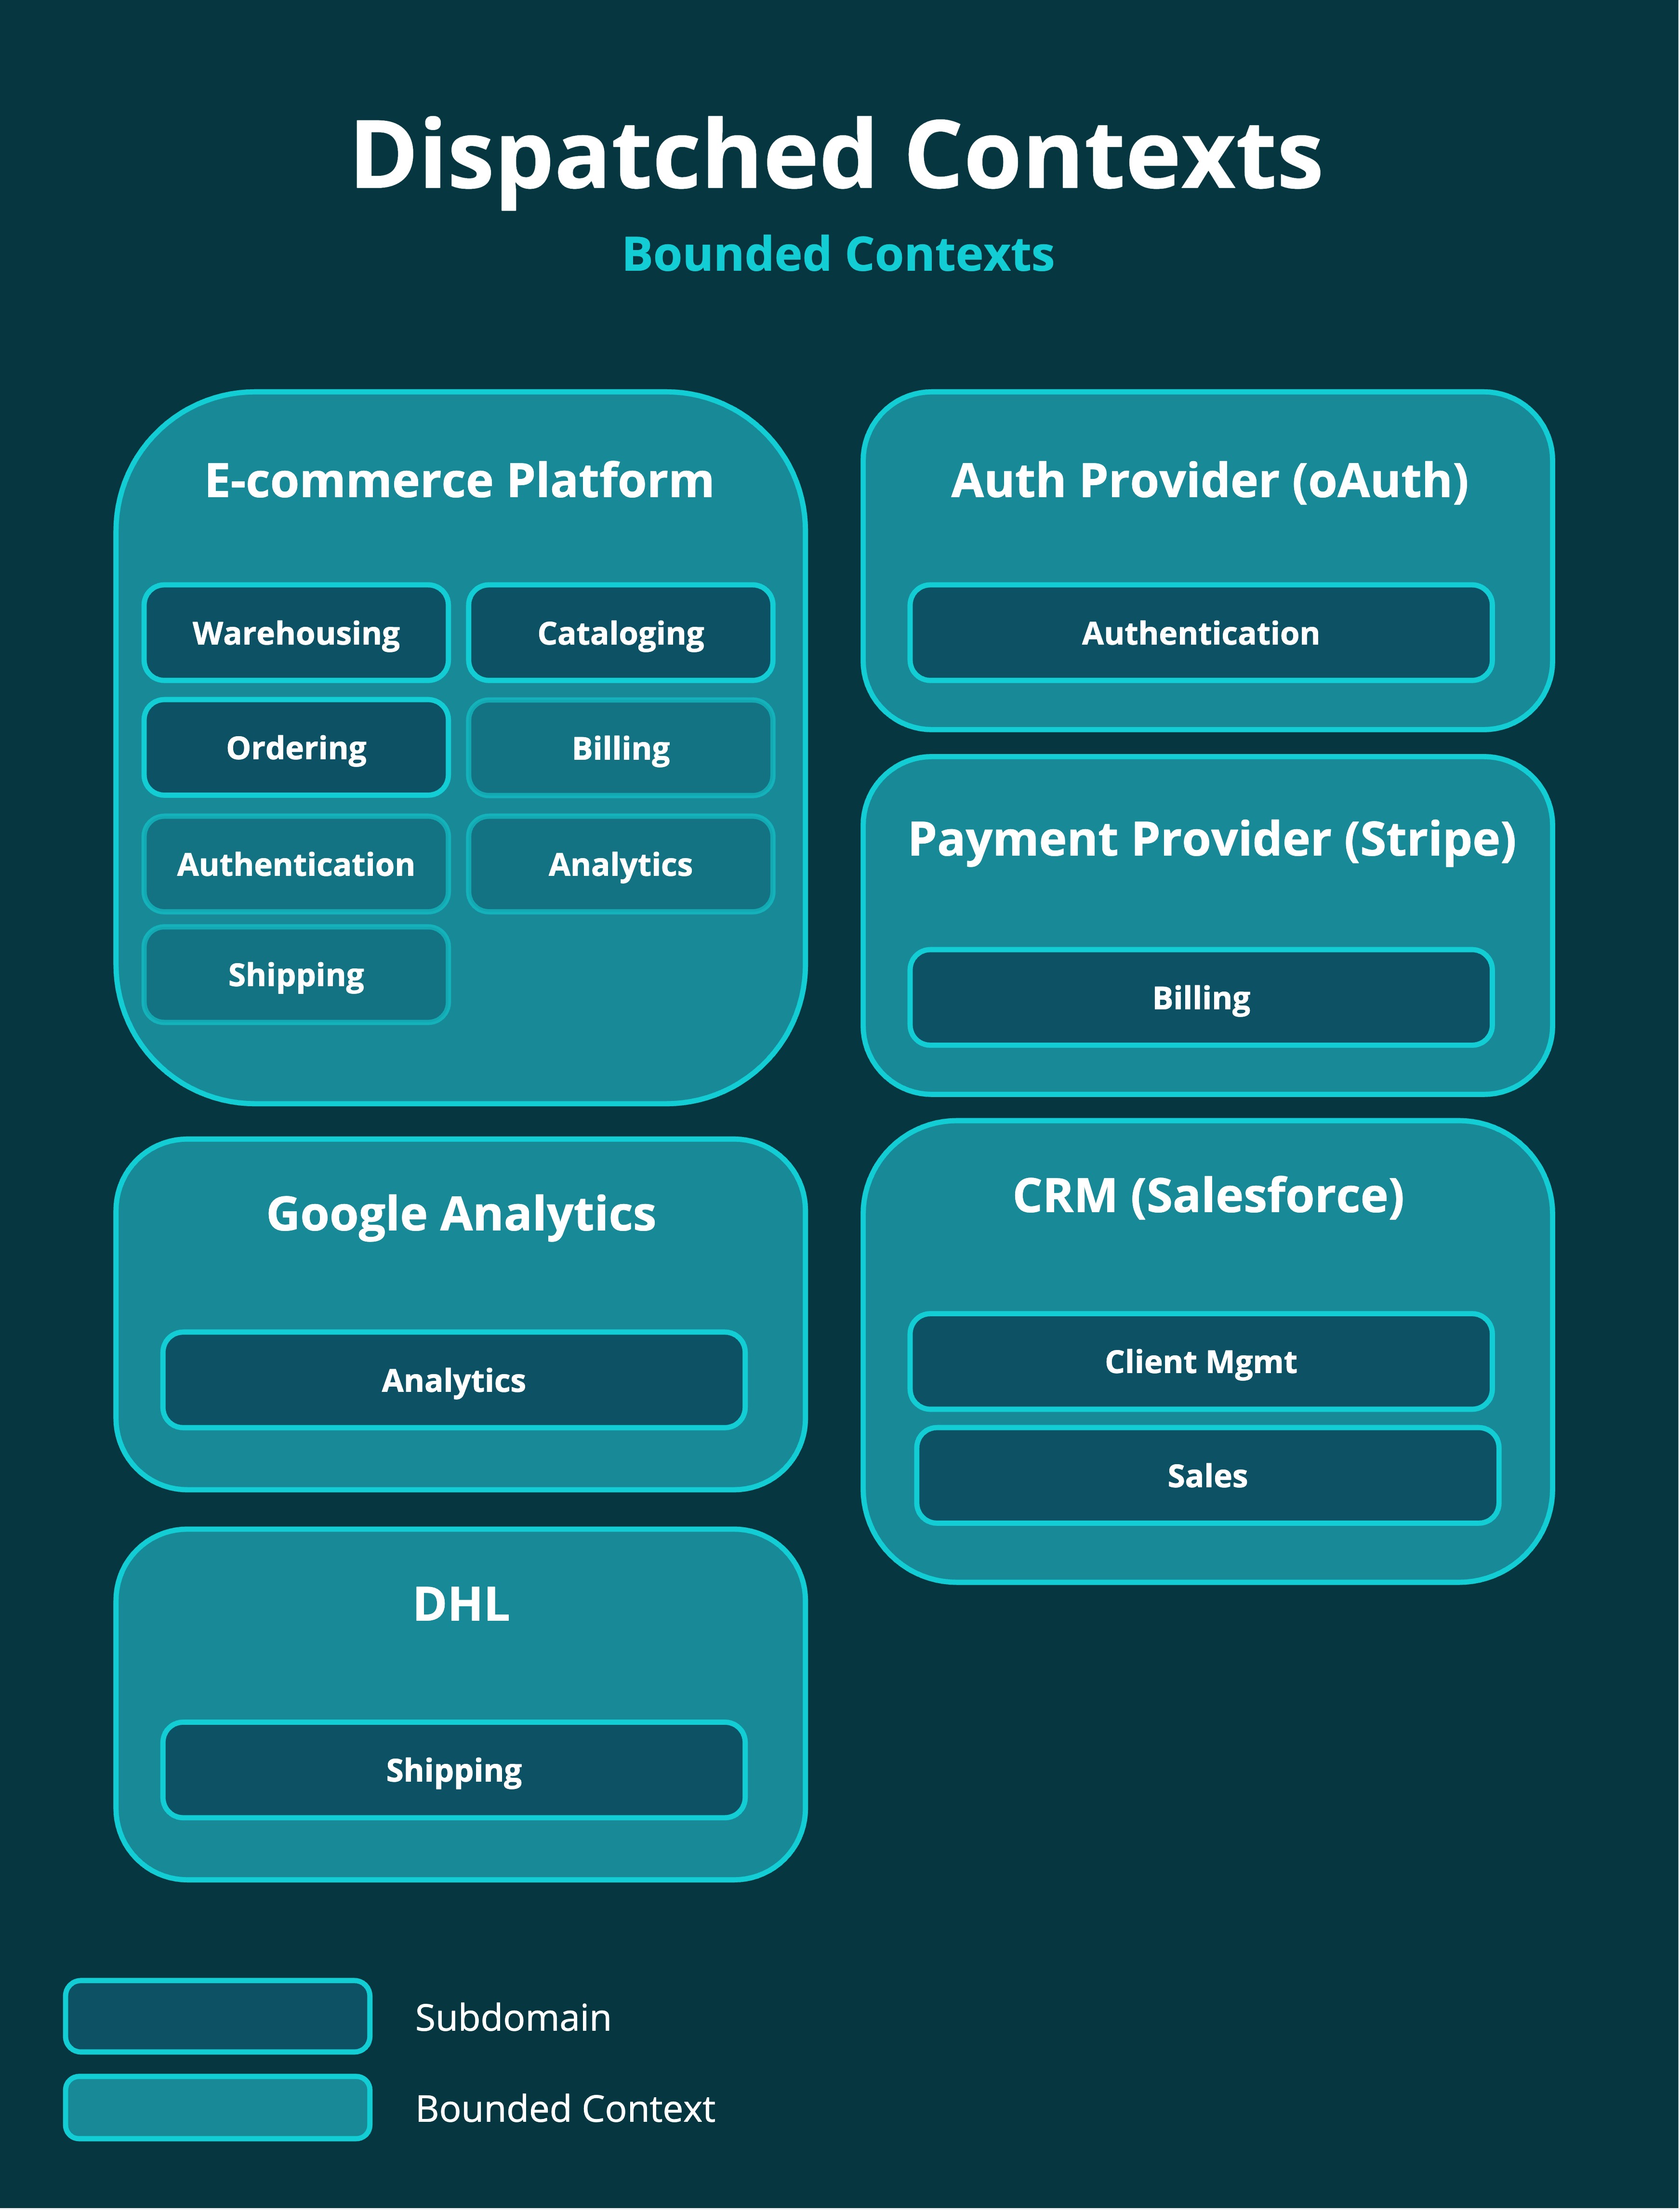 Dispatched Contexts
Bounded Contexts
E-commerce Platform
Warehousing
Cataloging
Ordering
Billing
Authentication
Analytics
Shipping
Auth Provider (oAuth)
Authentication
Payment Provider (Stripe)
Billing
Google Analytics
Analytics
CRM (Salesforce)
Client Mgmt
Sales
DHL
Shipping
Subdomain
Bounded Context